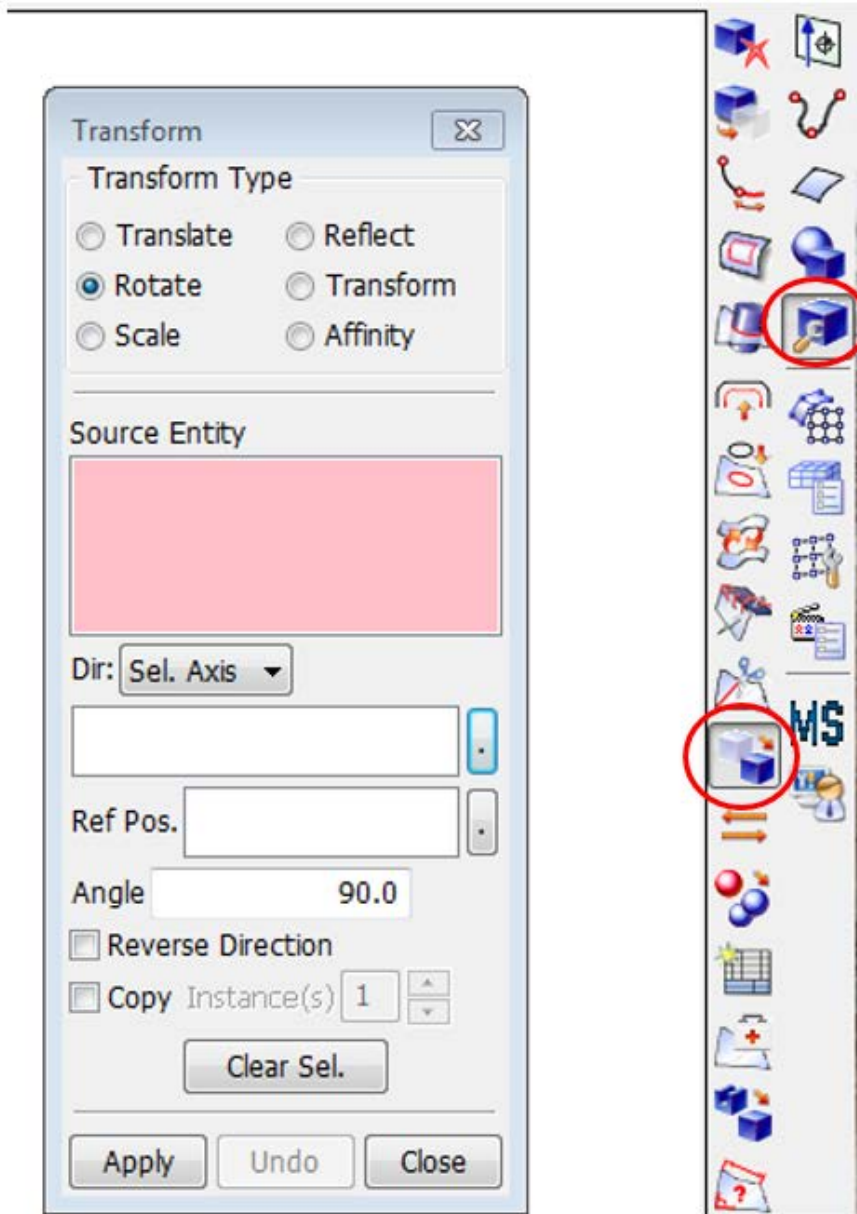 Transform
Transform Type
Translate Reflect
Rotate Transform
Scale Affinity
Source Entity
Dir: Sel. Axis
.
Ref Pos. .
Angle 90.0
Reverse Direction
Copy Instance(s) 1
Clear Sel.
Apply Undo Close
MS
?